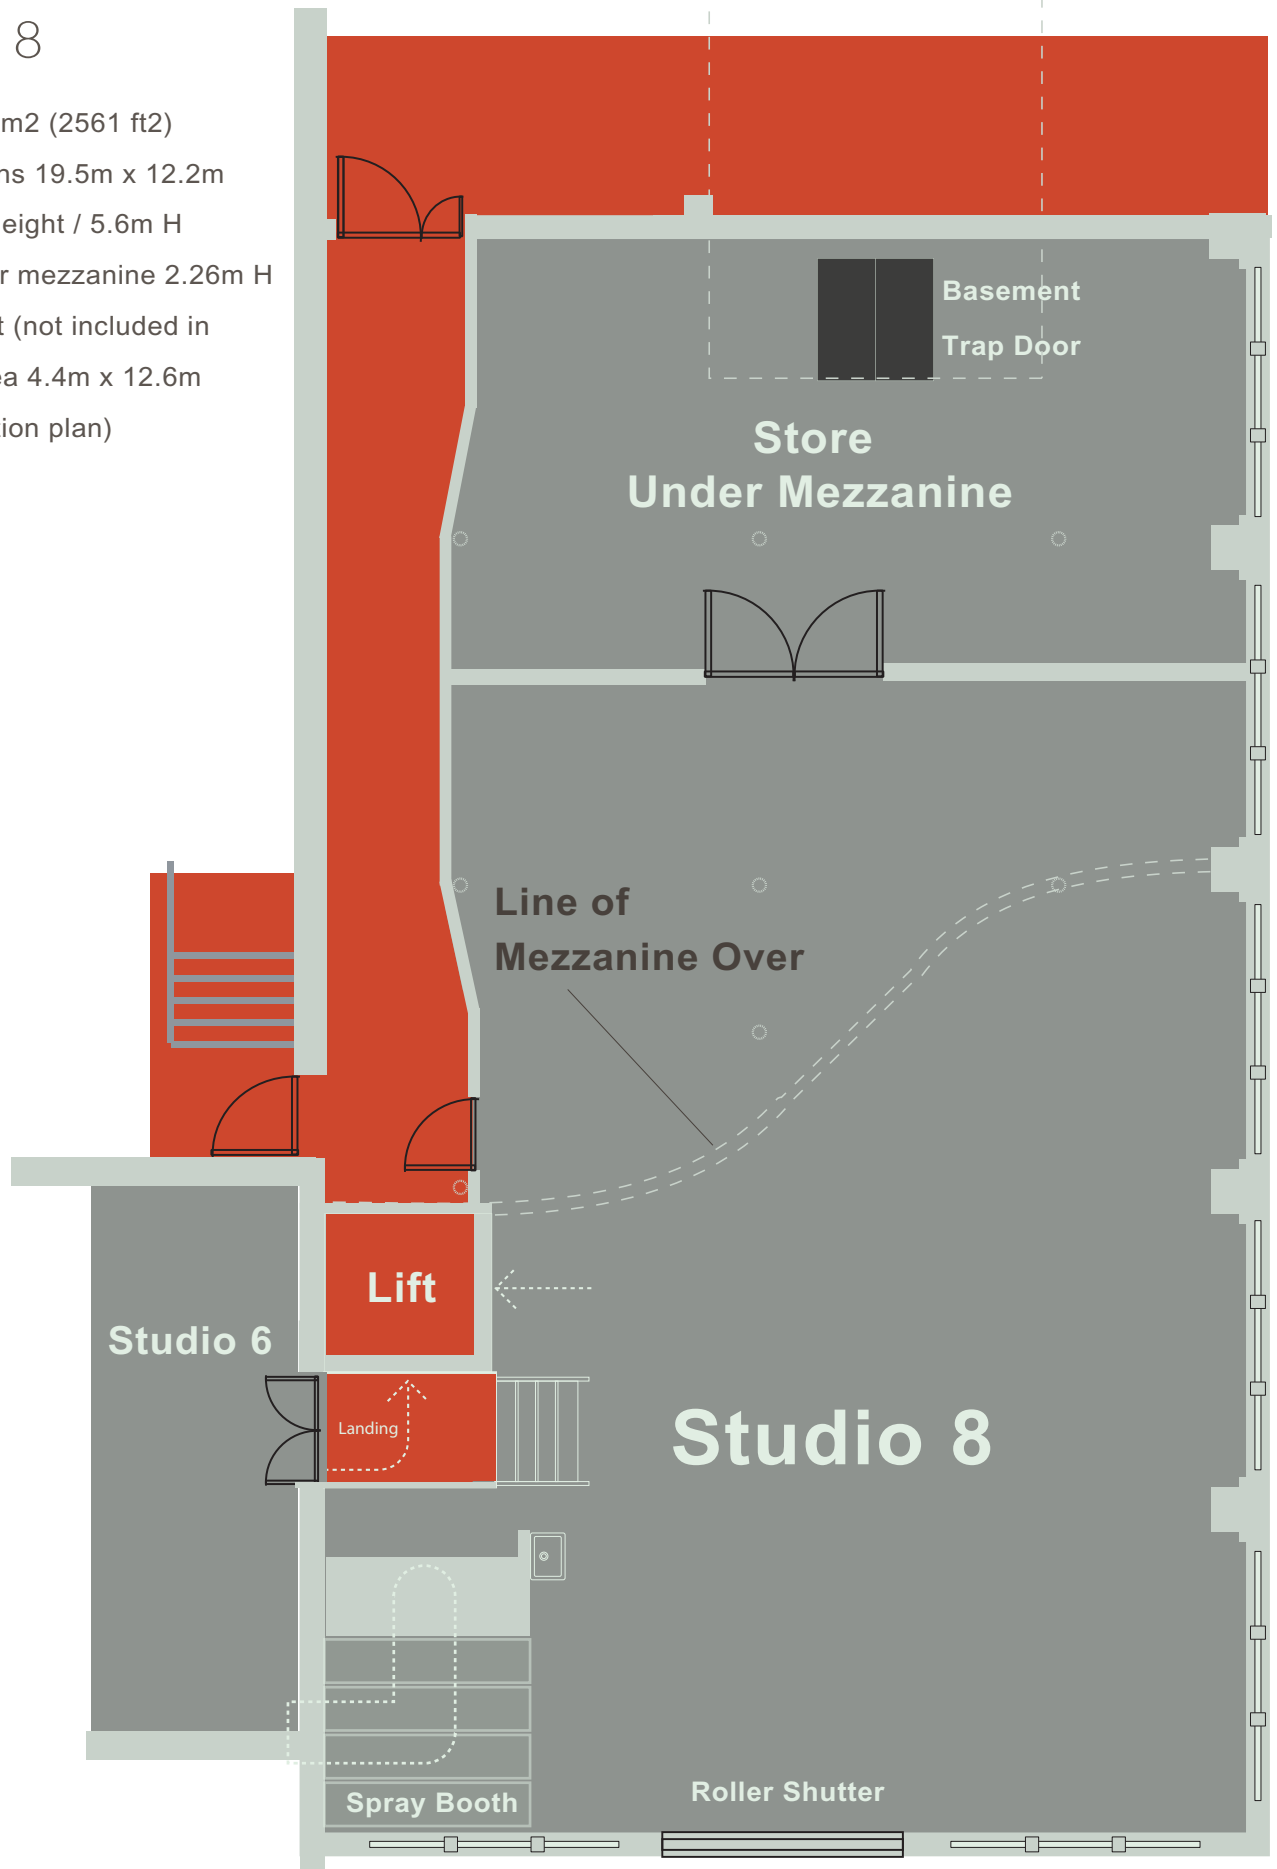 8
m2 (2561 ft2)
ns 19.5m x 12.2m
eight / 5.6m H
r mezzanine 2.26m H
t (not included in
ea 4.4m x 12.6m
tion plan)
Basement
Trap Door
Store
Under Mezzanine
Line of
Mezzanine Over
Lift
Studio 6
Landing
Studio 8
Roller Shutter
Spray Booth